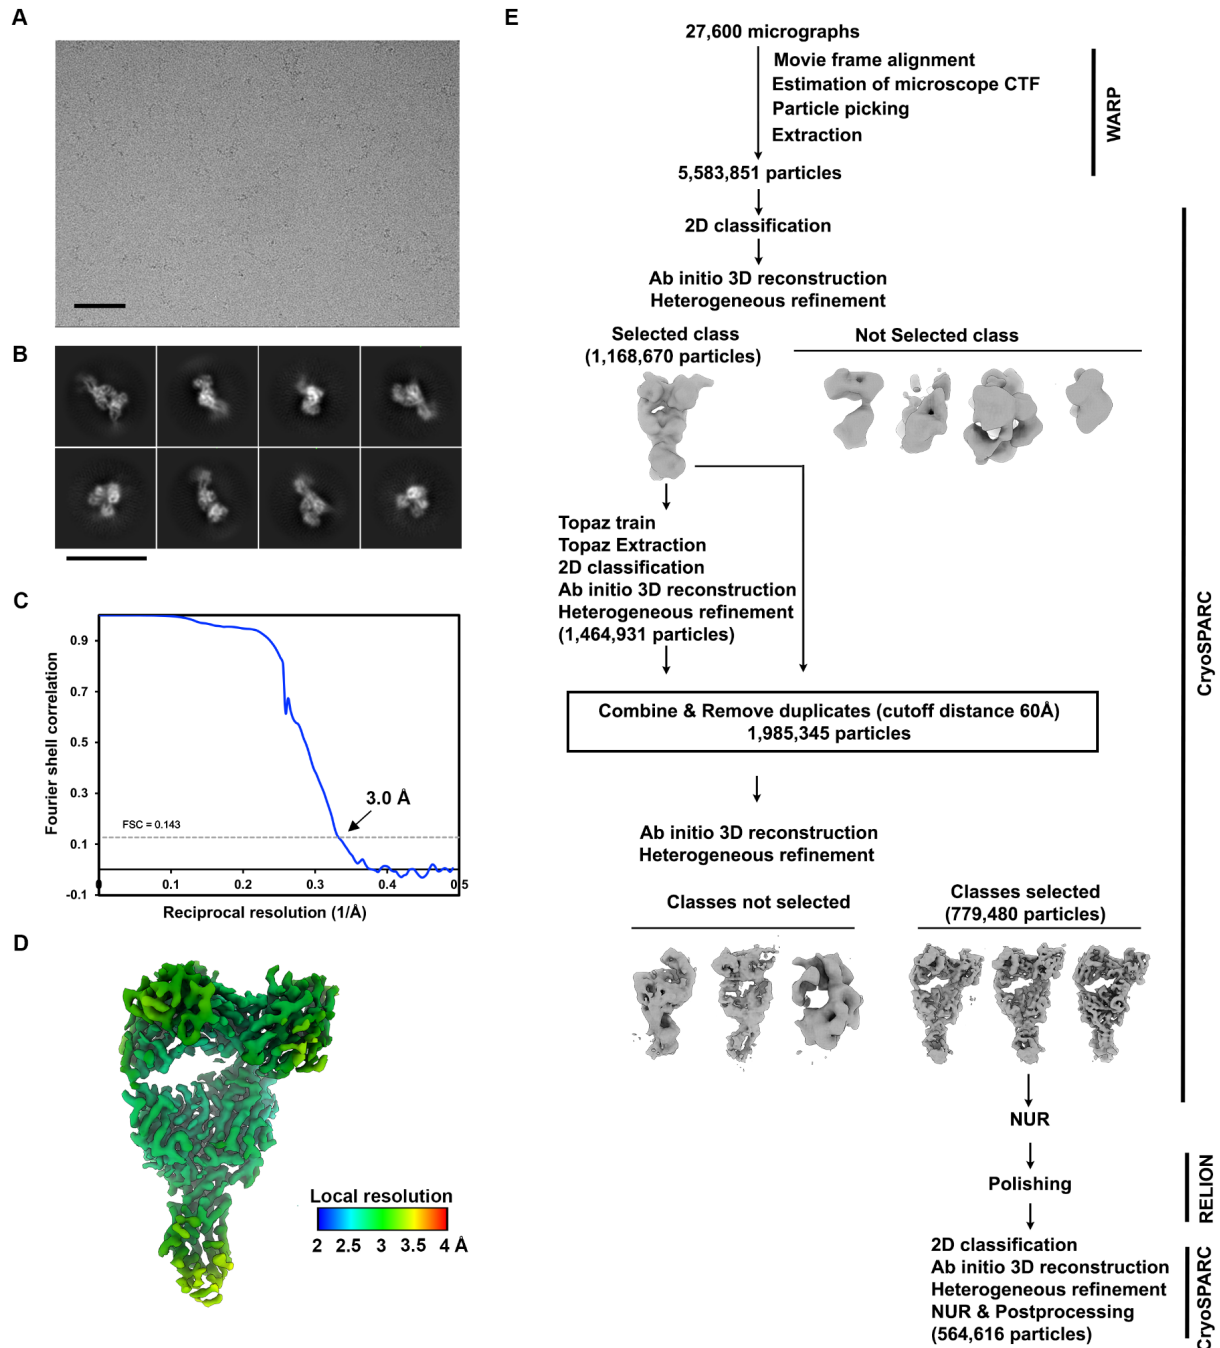 A
B
C
0.9
0.7
0.5
0.3
0.1
-0.1
Fourier shell correlation
FSC = 0.143
3.0 Å
0
0.1
0.2
0.3
0.4
0.5
Reciprocal resolution (1/Å)
D
Local resolution
2 2.5 3 3.5 4 Å
E
27,600 micrographs
Movie frame alignment
Estimation of microscope CTF
Particle picking
Extraction
WARP
5,583,851 particles
2D classification
Ab initio 3D reconstruction
Heterogeneous refinement
Selected class
(1,168,670 particles)
Not Selected class
Topaz train
Topaz Extraction
2D classification
Ab initio 3D reconstruction
Heterogeneous refinement
(1,464,931 particles)
CryoSPARC
Combine & Remove duplicates (cutoff distance 60Å)
1,985,345 particles
Ab initio 3D reconstruction
Heterogeneous refinement
Classes not selected
Classes selected
(779,480 particles)
NUR
Polishing
RELION
2D classification
Ab initio 3D reconstruction
Heterogeneous refinement
NUR & Postprocessing
(564,616 particles)
CryoSPARC